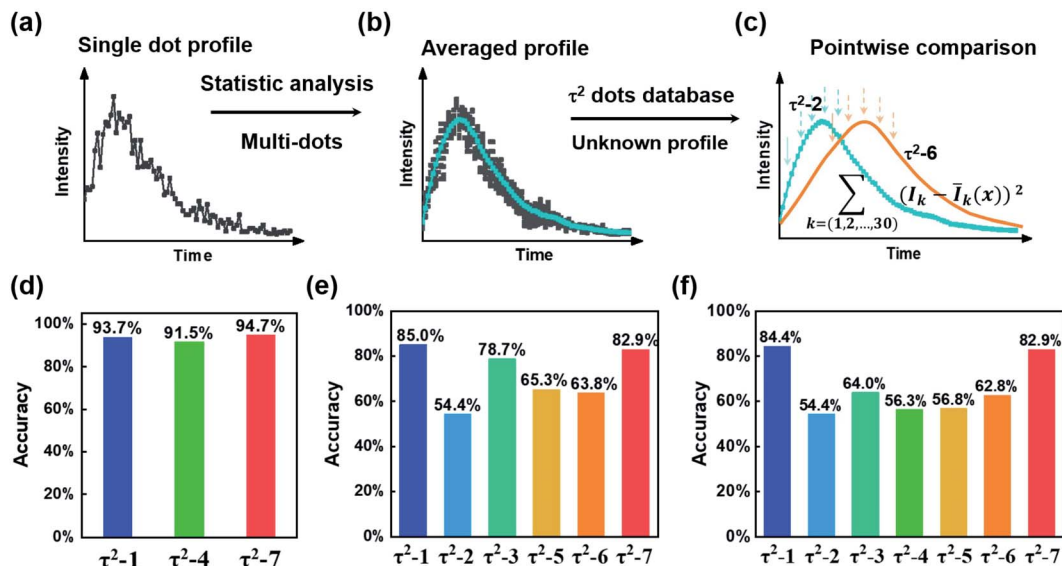 (a)
Single dot profile
Intensity
Time
Statistic analysis
Multi-dots
(b)
Averaged profile
Intensity
Time
τ² dots database
Unknown profile
(c)
Pointwise comparison
Intensity
τ²-2
τ²-6
∑ (I_k − Ī_k(x))²
k=(1,2,...,30)
Time
(d)
Accuracy
100%
80%
60%
40%
20%
0%
93.7%
91.5%
94.7%
τ²-1 τ²-4 τ²-7
(e)
Accuracy
100%
80%
60%
40%
20%
0%
85.0%
54.4%
78.7%
65.3%
63.8%
82.9%
τ²-1 τ²-2 τ²-3 τ²-5 τ²-6 τ²-7
(f)
Accuracy
100%
80%
60%
40%
20%
0%
84.4%
54.4%
64.0%
56.3%
56.8%
62.8%
82.9%
τ²-1 τ²-2 τ²-3 τ²-4 τ²-5 τ²-6 τ²-7